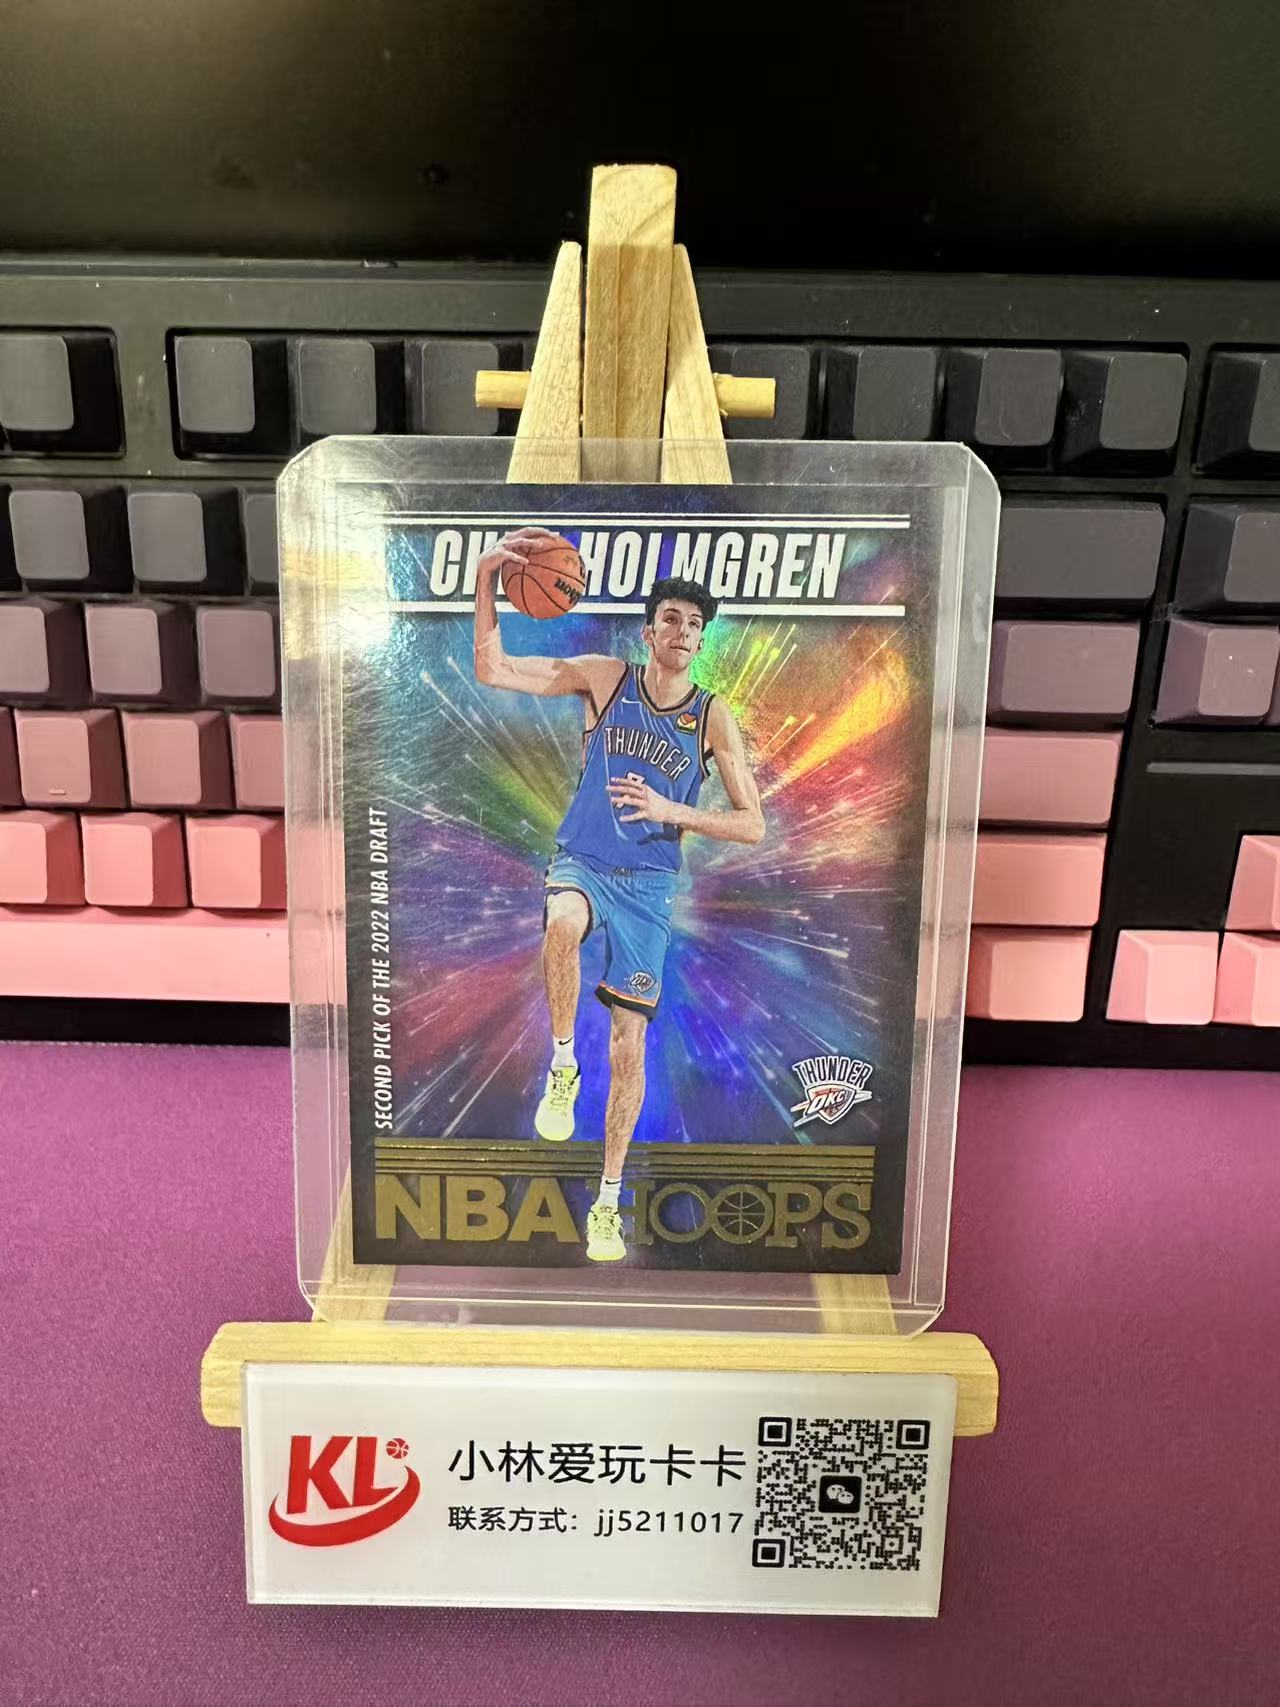 HOLMGREN
THUNDER
SECOND PICK OF THE 2022 NBA DRAFT
THUNDER
OKC
NBA HOOPS
KL
小林爱玩卡卡
联系方式：jj5211017